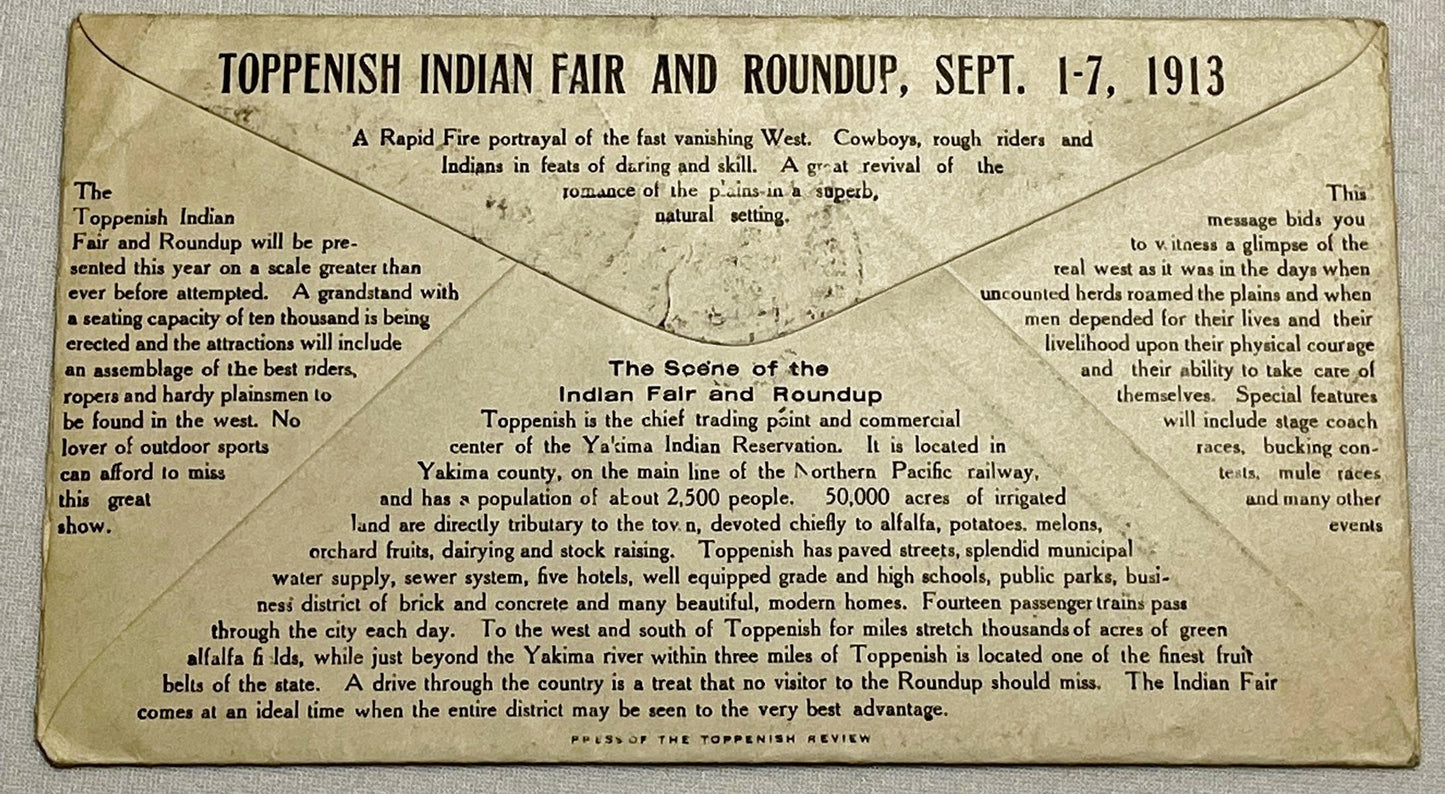 TOPPENISH INDIAN FAIR AND ROUNDUP, SEPT. 1-7, 1913
A Rapid Fire portrayal of the fast vanishing West. Cowboys, rough riders and
Indians in feats of daring and skill. A great revival of the
romance of the plains in a superb,
natural setting.
The
Toppenish Indian
Fair and Roundup will be pre-
sented this year on a scale greater than
ever before attempted. A grandstand with
a seating capacity of ten thousand is being
erected and the attractions will include
an assemblage of the best riders,
ropers and hardy plainsmen to
be found in the west. No
lover of outdoor sports
can afford to miss
this great
show.
The Scene of the
Indian Fair and Roundup
Toppenish is the chief trading point and commercial
center of the Yakima Indian Reservation. It is located in
Yakima county, on the main line of the Northern Pacific railway,
and has a population of about 2,500 people. 50,000 acres of irrigated
land are directly tributary to the town, devoted chiefly to alfalfa, potatoes. melons,
orchard fruits, dairying and stock raising. Toppenish has paved streets, splendid municipal
water supply, sewer system, five hotels, well equipped grade and high schools, public parks, busi-
ness district of brick and concrete and many beautiful, modern homes. Fourteen passenger trains pass
through the city each day. To the west and south of Toppenish for miles stretch thousands of acres of green
alfalfa fields, while just beyond the Yakima river within three miles of Toppenish is located one of the finest fruit
belts of the state. A drive through the country is a treat that no visitor to the Roundup should miss. The Indian Fair
comes at an ideal time when the entire district may be seen to the very best advantage.
This
message bids you
to witness a glimpse of the
real west as it was in the days when
uncounted herds roamed the plains and when
men depended for their lives and their
livelihood upon their physical courage
and their ability to take care of
themselves. Special features
will include stage coach
races, bucking con-
tests, mule races
and many other
events
PRESS OF THE TOPPENISH REVIEW